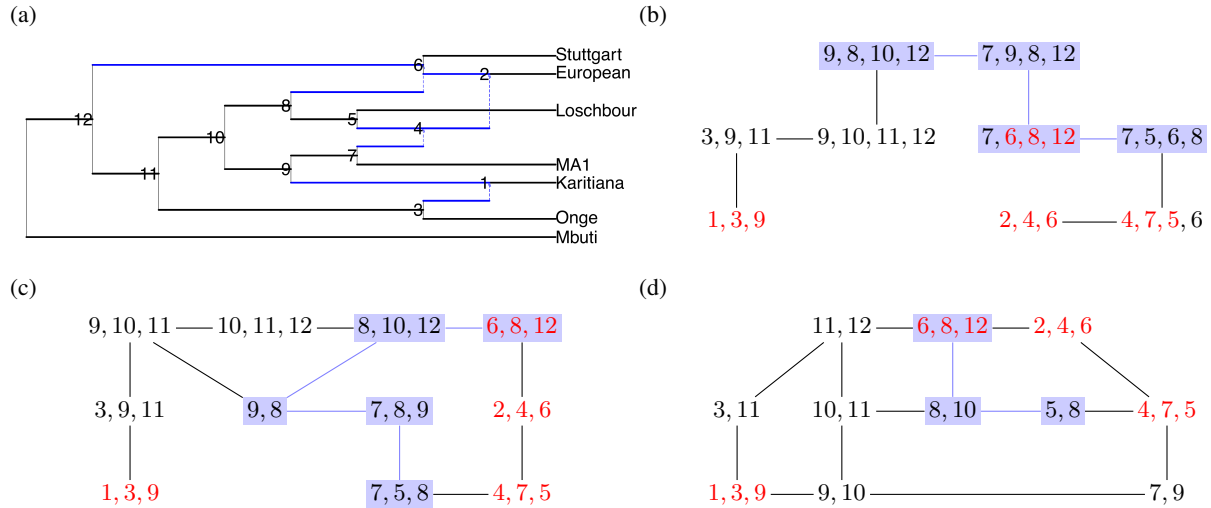 (a)
Stuttgart
6
European
2
8
Loschbour
5
12
4
10
7
MA1
9
11
Karitiana
1
3
Onge
Mbuti
(b)
9, 8, 10, 12
7, 9, 8, 12
3, 9, 11
9, 10, 11, 12
7, 6, 8, 12
7, 5, 6, 8
1, 3, 9
2, 4, 6
4, 7, 5, 6
(c)
9, 10, 11
10, 11, 12
8, 10, 12
6, 8, 12
3, 9, 11
9, 8
7, 8, 9
2, 4, 6
1, 3, 9
7, 5, 8
4, 7, 5
(d)
11, 12
6, 8, 12
2, 4, 6
3, 11
10, 11
8, 10
5, 8
4, 7, 5
1, 3, 9
9, 10
7, 9